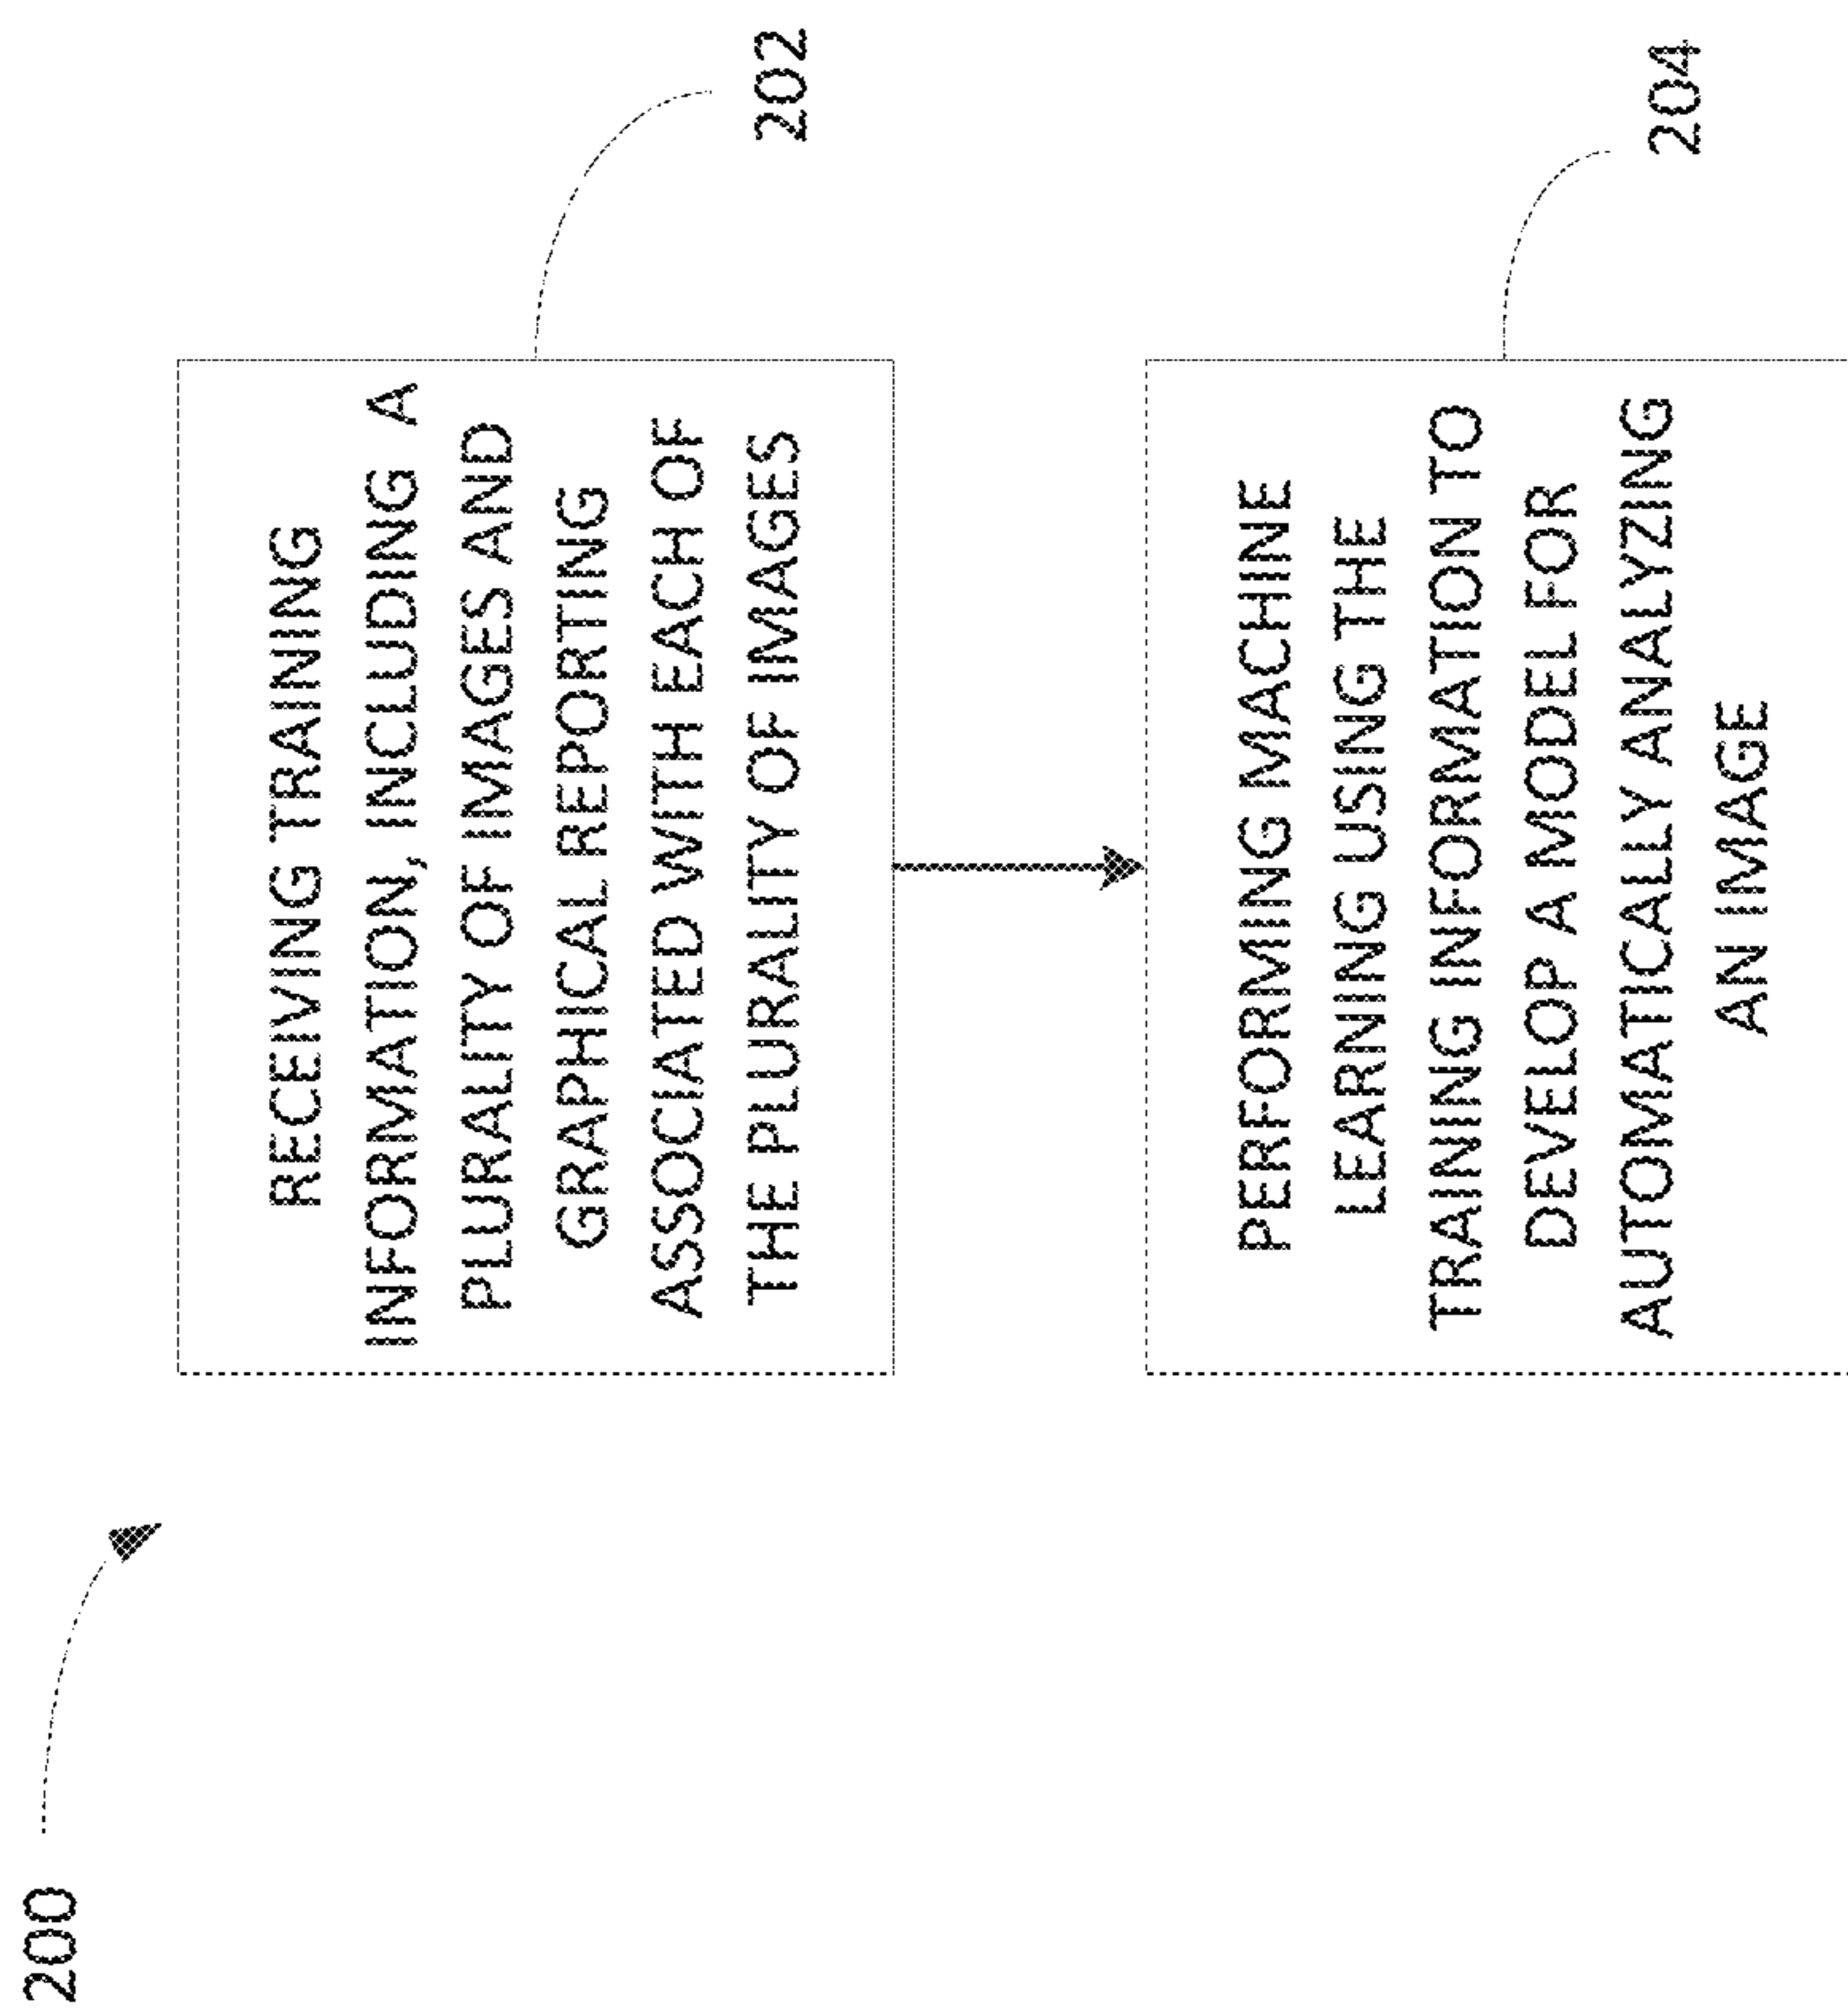 200
RECEIVING TRAINING
INFORMATION, INCLUDING A
PLURALITY OF IMAGES AND
GRAPHICAL REPORTING
ASSOCIATED WITH EACH OF
THE PLURALITY OF IMAGES
202
PERFORMING MACHINE
LEARNING USING THE
TRAINING INFORMATION TO
DEVELOP A MODEL FOR
AUTOMATICALLY ANALYZING
AN IMAGE
204